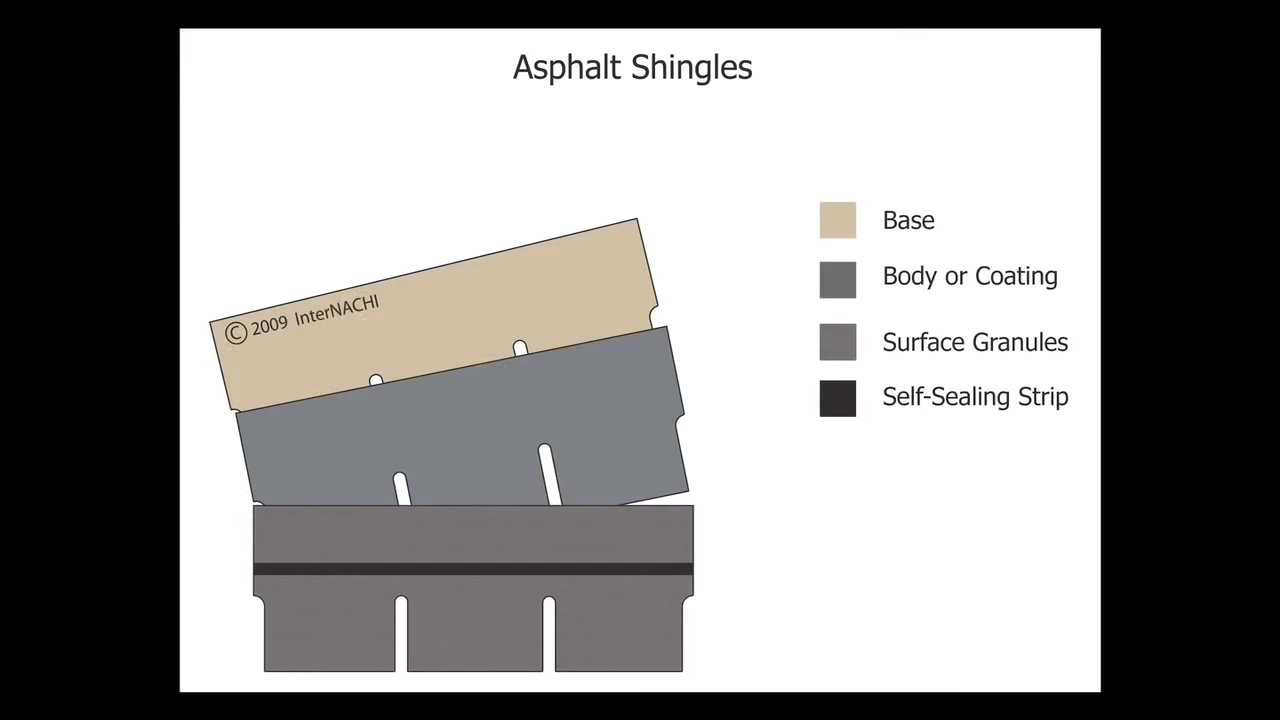 Asphalt Shingles
Base
Body or Coating
Surface Granules
Self-Sealing Strip
© 2009 InterNACHI